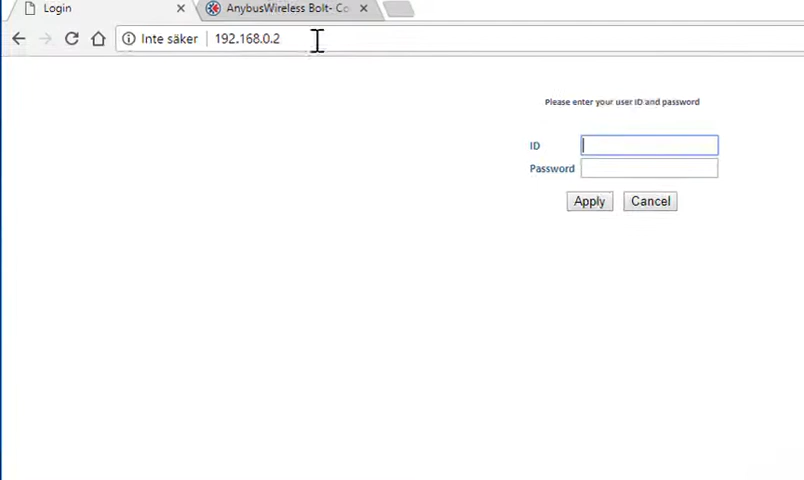 Login
AnybusWireless Bolt- Co
Inte säker
192.168.0.2
Please enter your user ID and password
ID
Password
Apply Cancel